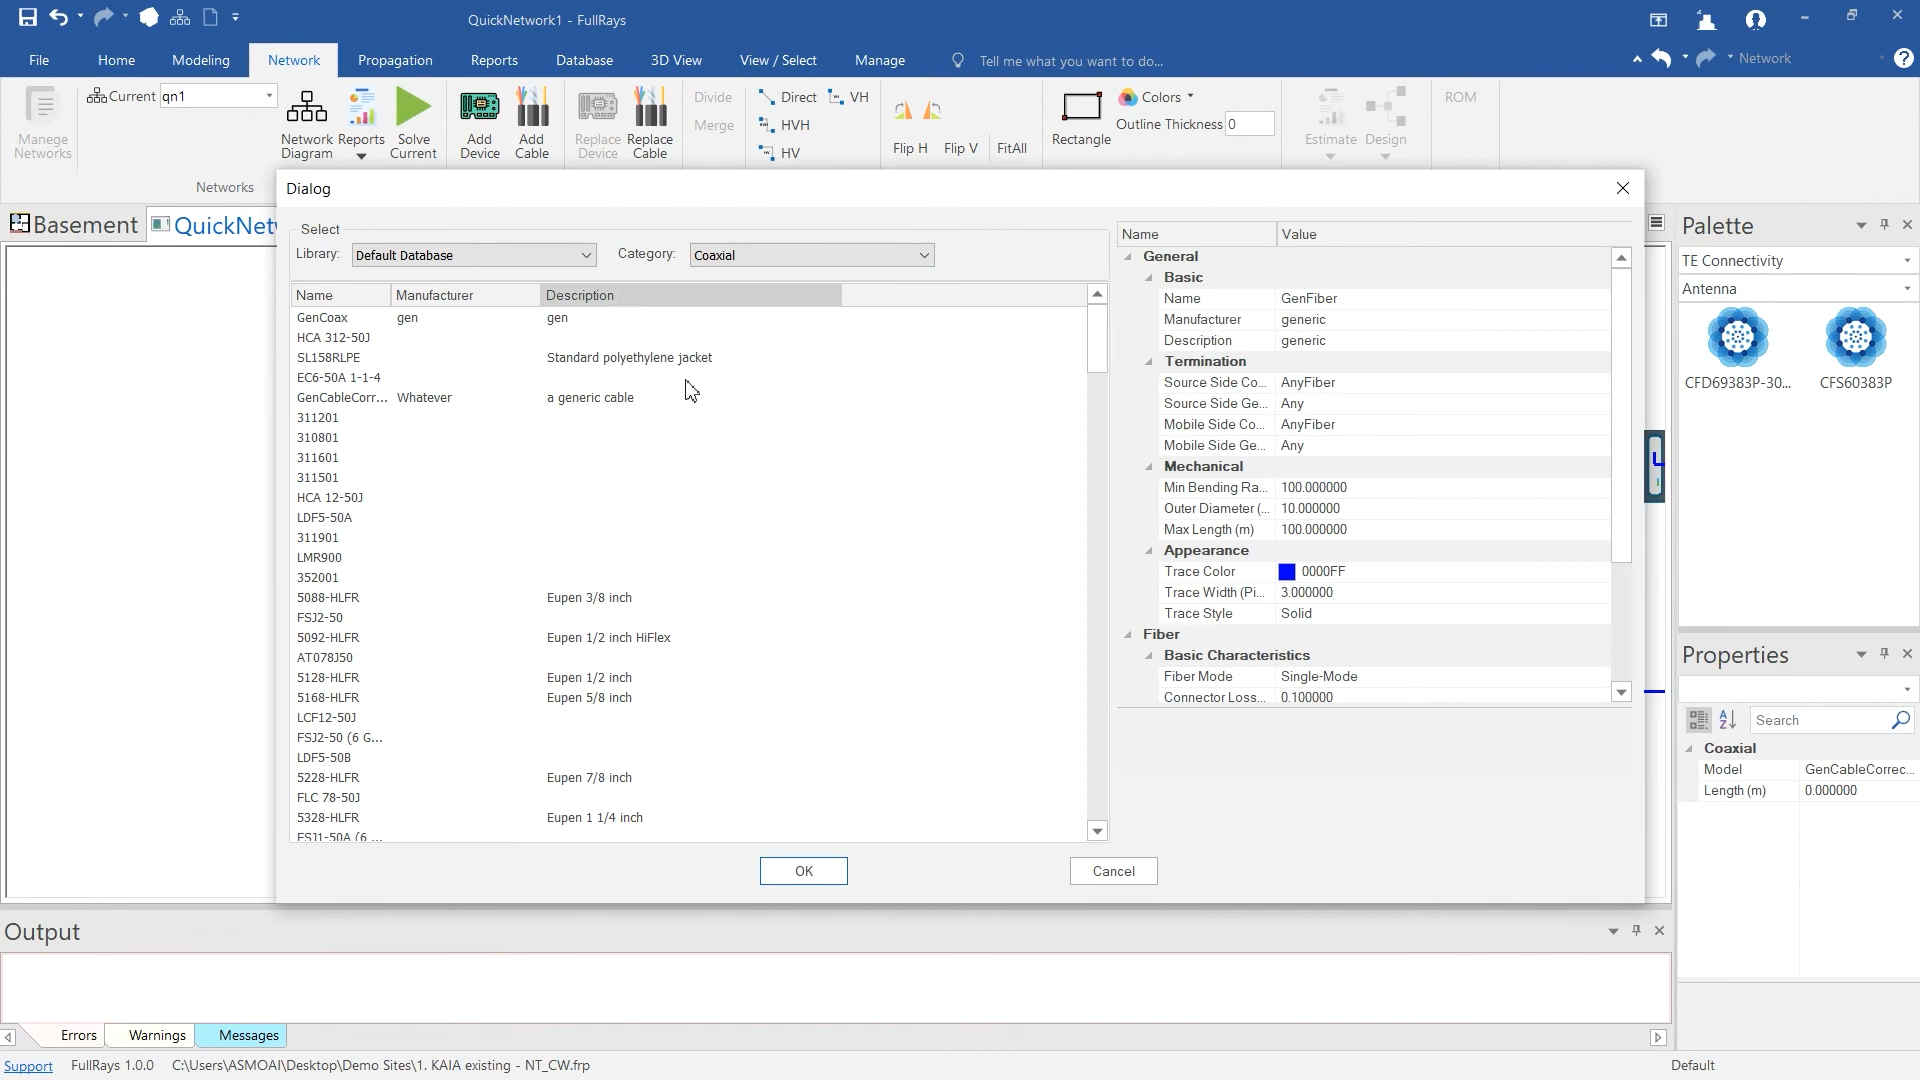 QuickNetwork1 - FullRays
File
Home
Modeling
Network
Propagation
Reports
Database
3D View
View / Select
Manage
Tell me what you want to do...
Network
Manege Networks
Current
qn1
Network Diagram
Reports
Solve Current
Networks
Add Device
Add Cable
Replace Device
Replace Cable
Divide
Merge
Direct
VH
HVH
HV
Flip H
Flip V
FitAll
Rectangle
Colors
Outline Thickness
0
Estimate
Design
ROM
Basement
QuickNetw
Dialog
Select
Library:
Default Database
Category:
Coaxial
Name Manufacturer Description
GenCoax gen gen
HCA 312-50J
SL158RLPE Standard polyethylene jacket
EC6-50A 1-1-4
GenCableCorr... Whatever a generic cable
311201
310801
311601
311501
HCA 12-50J
LDF5-50A
311901
LMR900
352001
5088-HLFR Eupen 3/8 inch
FSJ2-50
5092-HLFR Eupen 1/2 inch HiFlex
AT078J50
5128-HLFR Eupen 1/2 inch
5168-HLFR Eupen 5/8 inch
LCF12-50J
FSJ2-50 (6 G...
LDF5-50B
5228-HLFR Eupen 7/8 inch
FLC 78-50J
5328-HLFR Eupen 1 1/4 inch
FSJ1-50A (6 ...
OK
Cancel
Name Value
General
Basic
Name GenFiber
Manufacturer generic
Description generic
Termination
Source Side Co... AnyFiber
Source Side Ge... Any
Mobile Side Co... AnyFiber
Mobile Side Ge... Any
Mechanical
Min Bending Ra... 100.000000
Outer Diameter (... 10.000000
Max Length (m) 100.000000
Appearance
Trace Color 0000FF
Trace Width (Pi... 3.000000
Trace Style Solid
Fiber
Basic Characteristics
Fiber Mode Single-Mode
Connector Loss... 0.100000
Palette
TE Connectivity
Antenna
CFD69383P-30...
CFS60383P
Properties
Search
Coaxial
Model GenCableCorrec...
Length (m) 0.000000
Output
Errors
Warnings
Messages
Support
FullRays 1.0.0
C:\Users\ASMOAI\Desktop\Demo Sites\1. KAIA existing - NT_CW.frp
Default